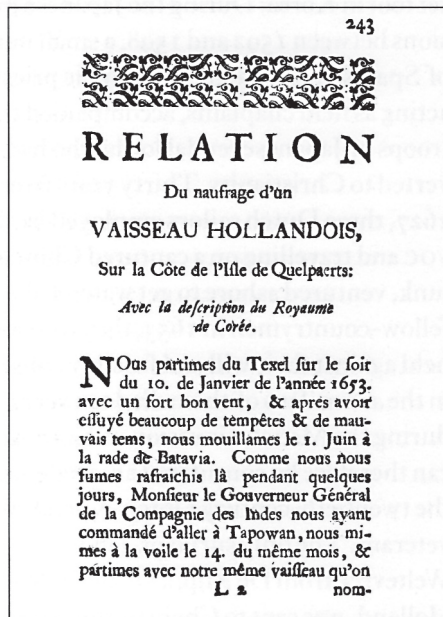 243
RELATION
Du naufrage d'un
VAISSEAU HOLLANDOIS,
Sur la Côte de l'Isle de Quelpaerts:
Avec la description du Royaume
de Corée.
NOus partimes du Texel sur le soir
du 10. de Janvier de l'année 1653.
avec un fort bon vent, & après avoir
essuyé beaucoup de tempêtes & de mau-
vais tems, nous mouillames le 1. Juin à
la rade de Batavia. Comme nous nous
fumes rafraichis là pendant quelques
jours, Monsieur le Gouverneur Général
de la Compagnie des Indes nous ayant
commandé d'aller à Tapowan, nous mi-
mes à la voile le 14. du même mois, &
partimes avec notre même vaisseau qu'on
L 2 nom-